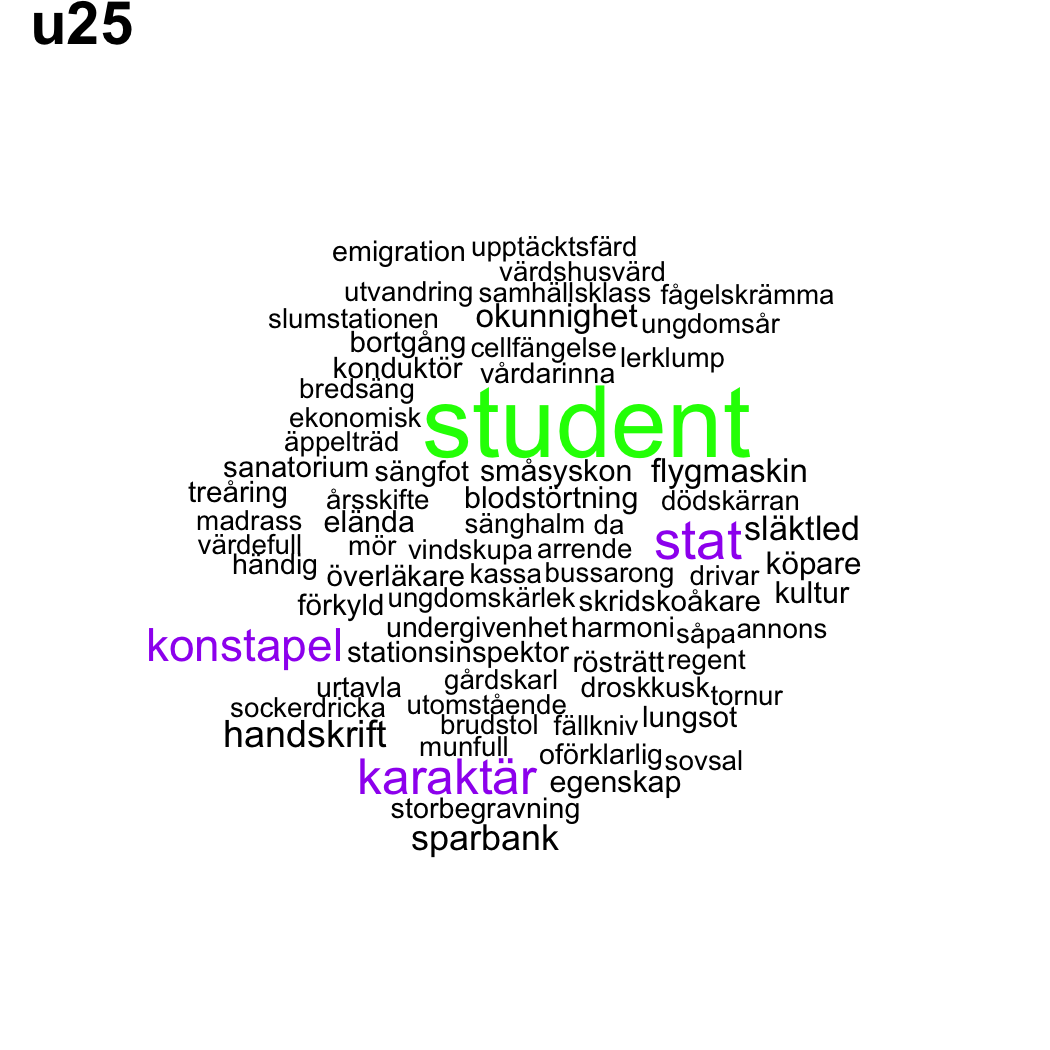 u25
emigration upptäcktsfärd
värdshusvärd
utvandring samhällsklass fågelskrämma
slumstationen okunnighet ungdomsår
bortgång cellfängelse lerklump
konduktör vårdarinna
bredsäng
ekonomisk student
äppelträd
sanatorium sängfot småsyskon flygmaskin
treåring årsskifte blodstörtning dödskärran
madrass elända sänghalm da stat släktled
värdefull mör vindskupa arrende
händig överläkare kassa bussarong drivar köpare
förkyld ungdomskärlek skridskoåkare kultur
undergivenhet harmoni såpa annons
konstapel stationsinspektor rösträtt regent
urtavla gårdskarl droskkusk tornur
sockerdricka utomstående
handskrift brudstol fällkniv lungsot
munfull oförklarlig sovsal
karaktär egenskap
storbegravning
sparbank